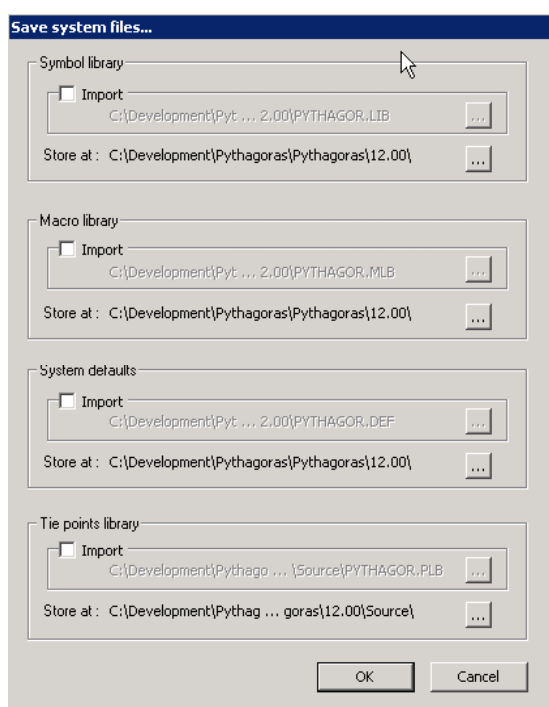 Save system files...
Symbol library
Import
C:\Development\Pyt ... 2.00\PYTHAGOR.LIB
...
Store at : C:\Development\Pythagoras\Pythagoras\12.00\
...
Macro library
Import
C:\Development\Pyt ... 2.00\PYTHAGOR.MLB
...
Store at : C:\Development\Pythagoras\Pythagoras\12.00\
...
System defaults
Import
C:\Development\Pyt ... 2.00\PYTHAGOR.DEF
...
Store at : C:\Development\Pythagoras\Pythagoras\12.00\
...
Tie points library
Import
C:\Development\Pythago ... \Source\PYTHAGOR.PLB
...
Store at : C:\Development\Pythag ... goras\12.00\Source\
...
OK Cancel